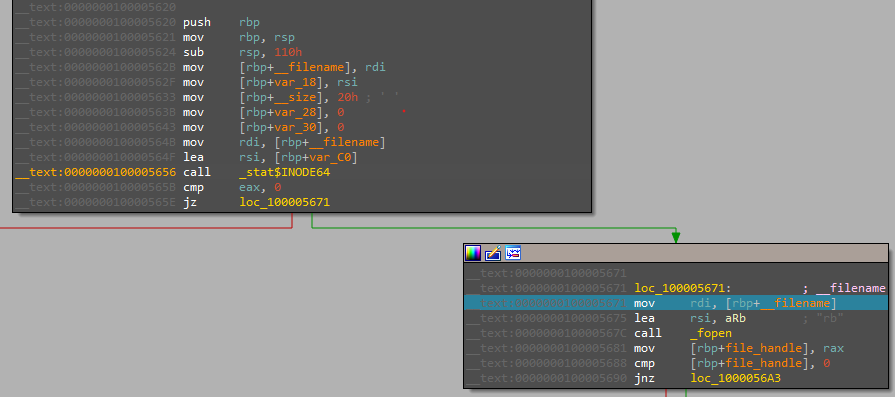 __text:0000000100005620
__text:0000000100005620 push rbp
__text:0000000100005621 mov rbp, rsp
__text:0000000100005624 sub rsp, 110h
__text:000000010000562B mov [rbp+__filename], rdi
__text:000000010000562F mov [rbp+var_18], rsi
__text:0000000100005633 mov [rbp+__size], 20h ; ' '
__text:000000010000563B mov [rbp+var_28], 0
__text:0000000100005643 mov [rbp+var_30], 0
__text:000000010000564B mov rdi, [rbp+__filename]
__text:000000010000564F lea rsi, [rbp+var_C0]
__text:0000000100005656 call _stat$INODE64
__text:000000010000565B cmp eax, 0
__text:000000010000565E jz loc_100005671
__text:0000000100005671
__text:0000000100005671 loc_100005671: ; __filename
__text:0000000100005671 mov rdi, [rbp+__filename]
__text:0000000100005675 lea rsi, aRb ; "rb"
__text:000000010000567C call _fopen
__text:0000000100005681 mov [rbp+file_handle], rax
__text:0000000100005688 cmp [rbp+file_handle], 0
__text:0000000100005690 jnz loc_1000056A3